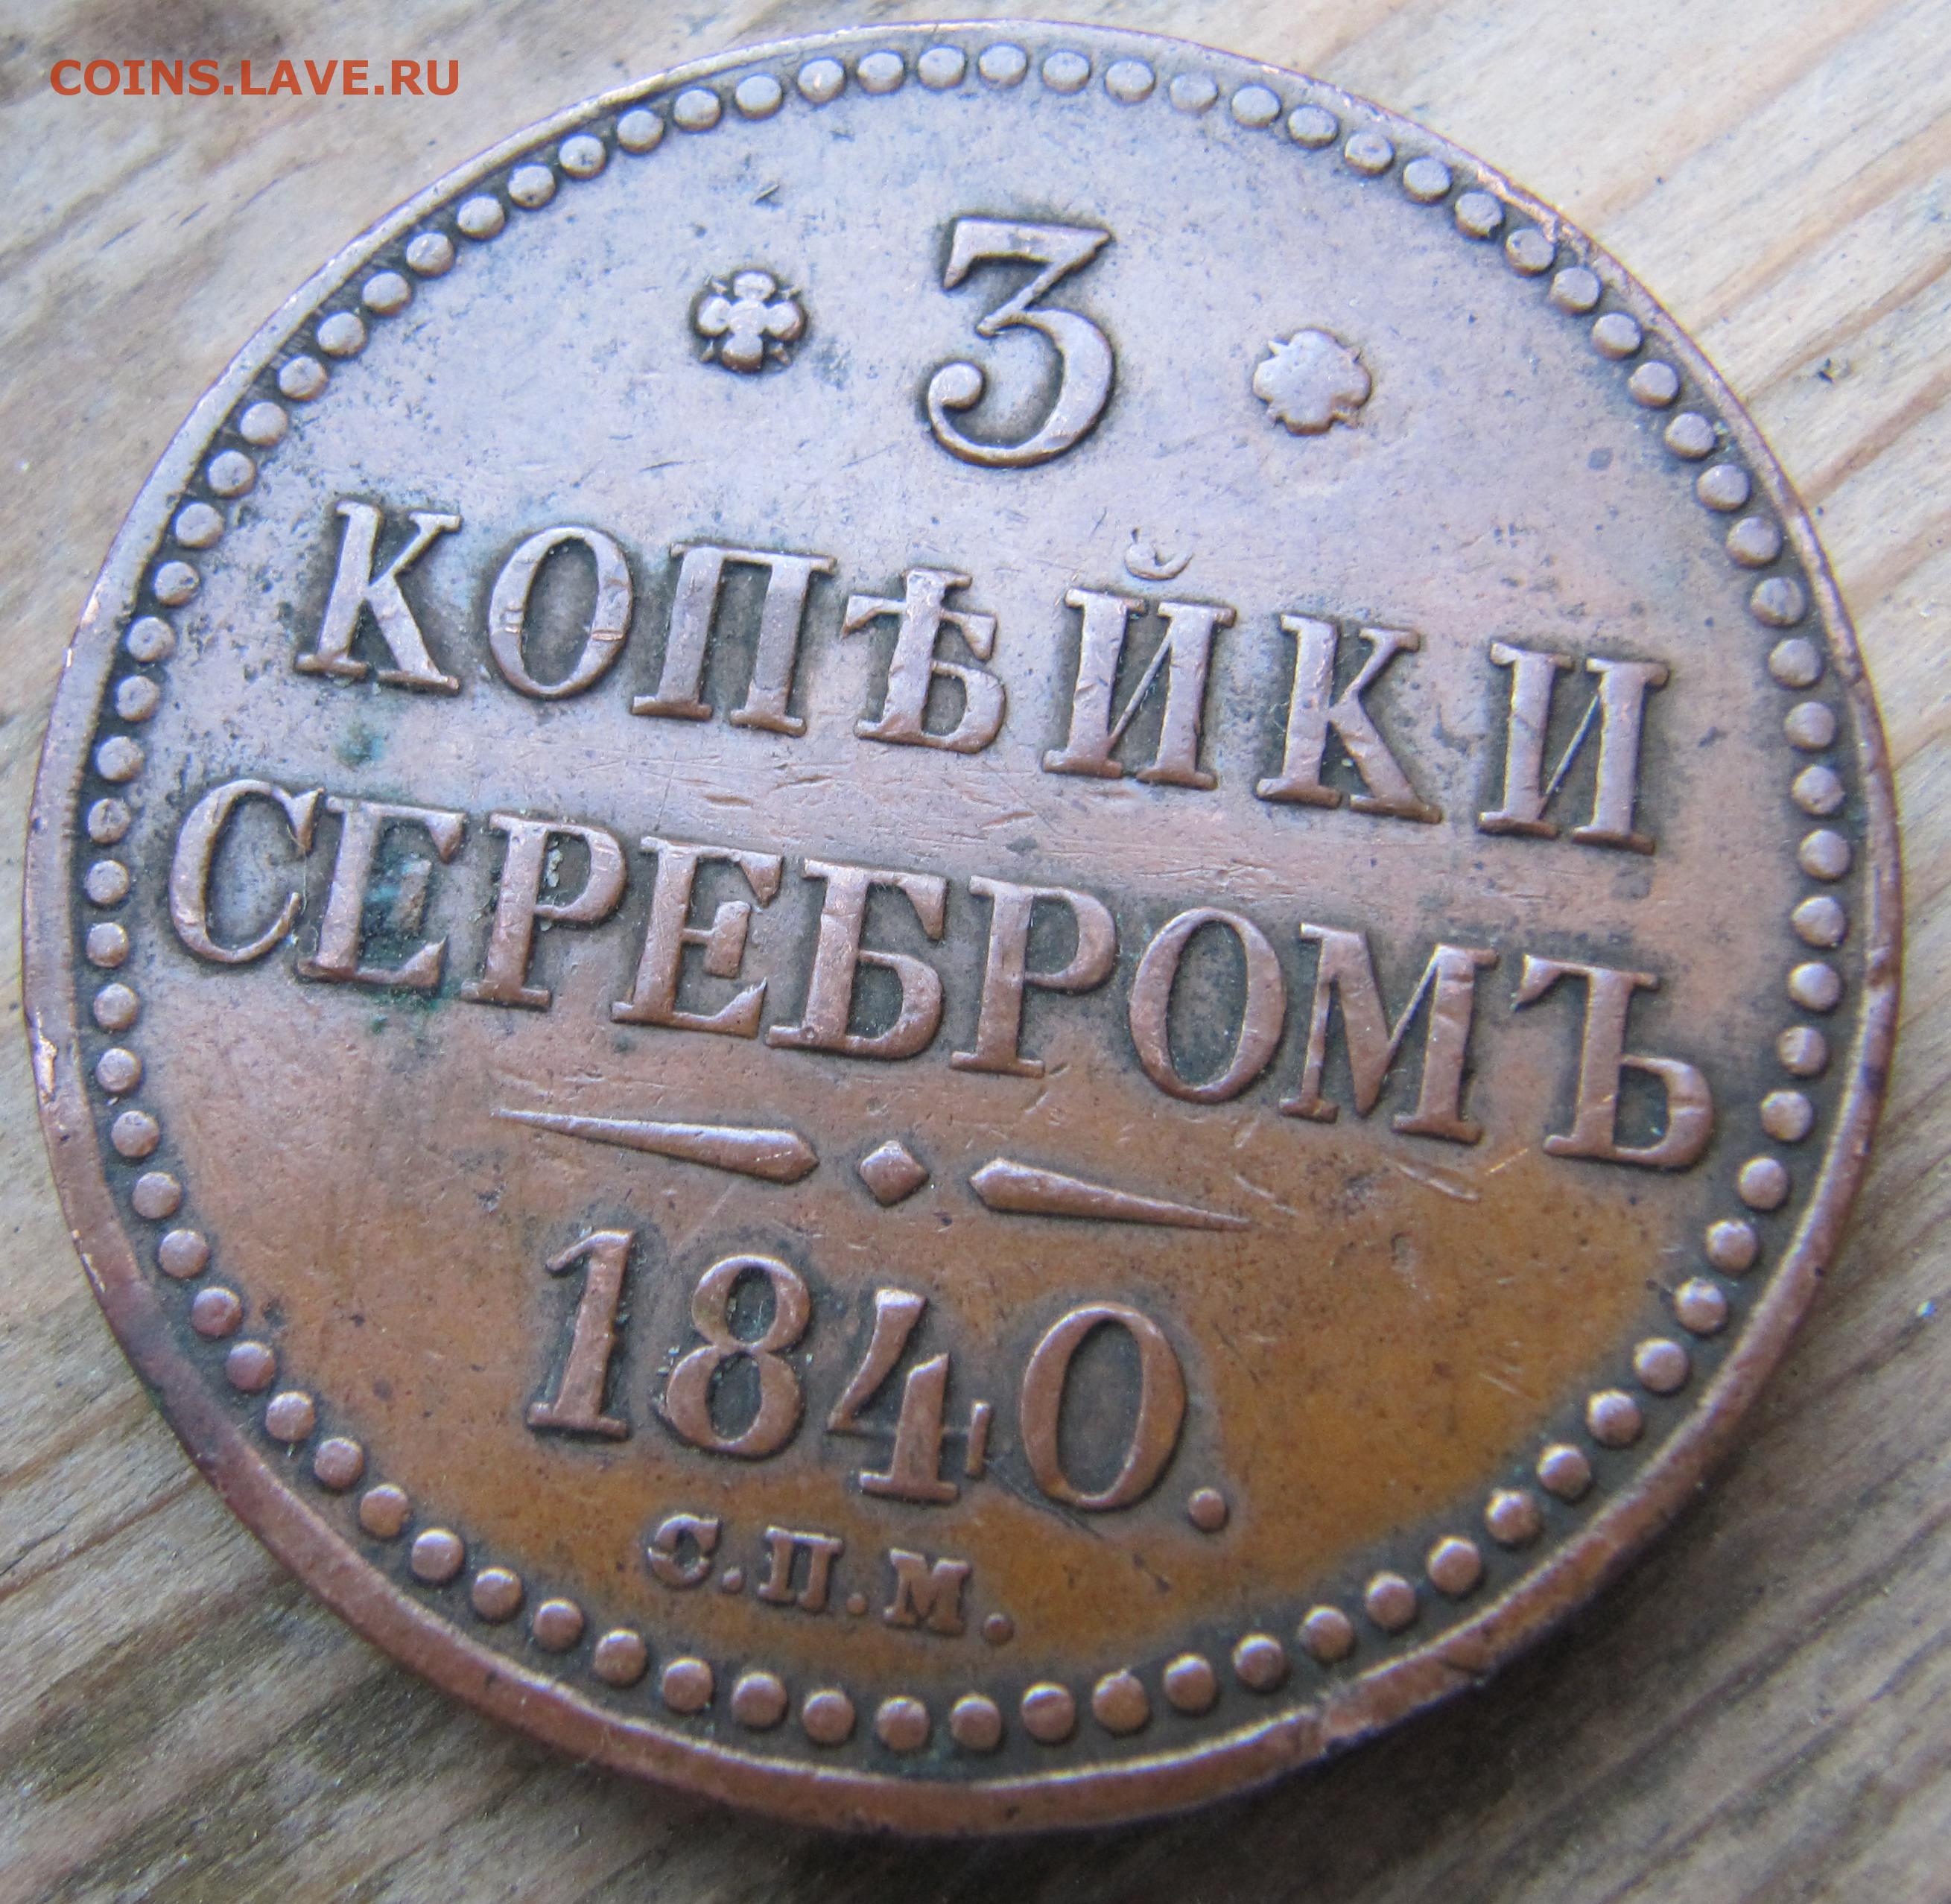 COINS.LAVE.RU
3
КОПѢЙКИ
СЕРЕБРОМЪ
1840.
С.П.М.